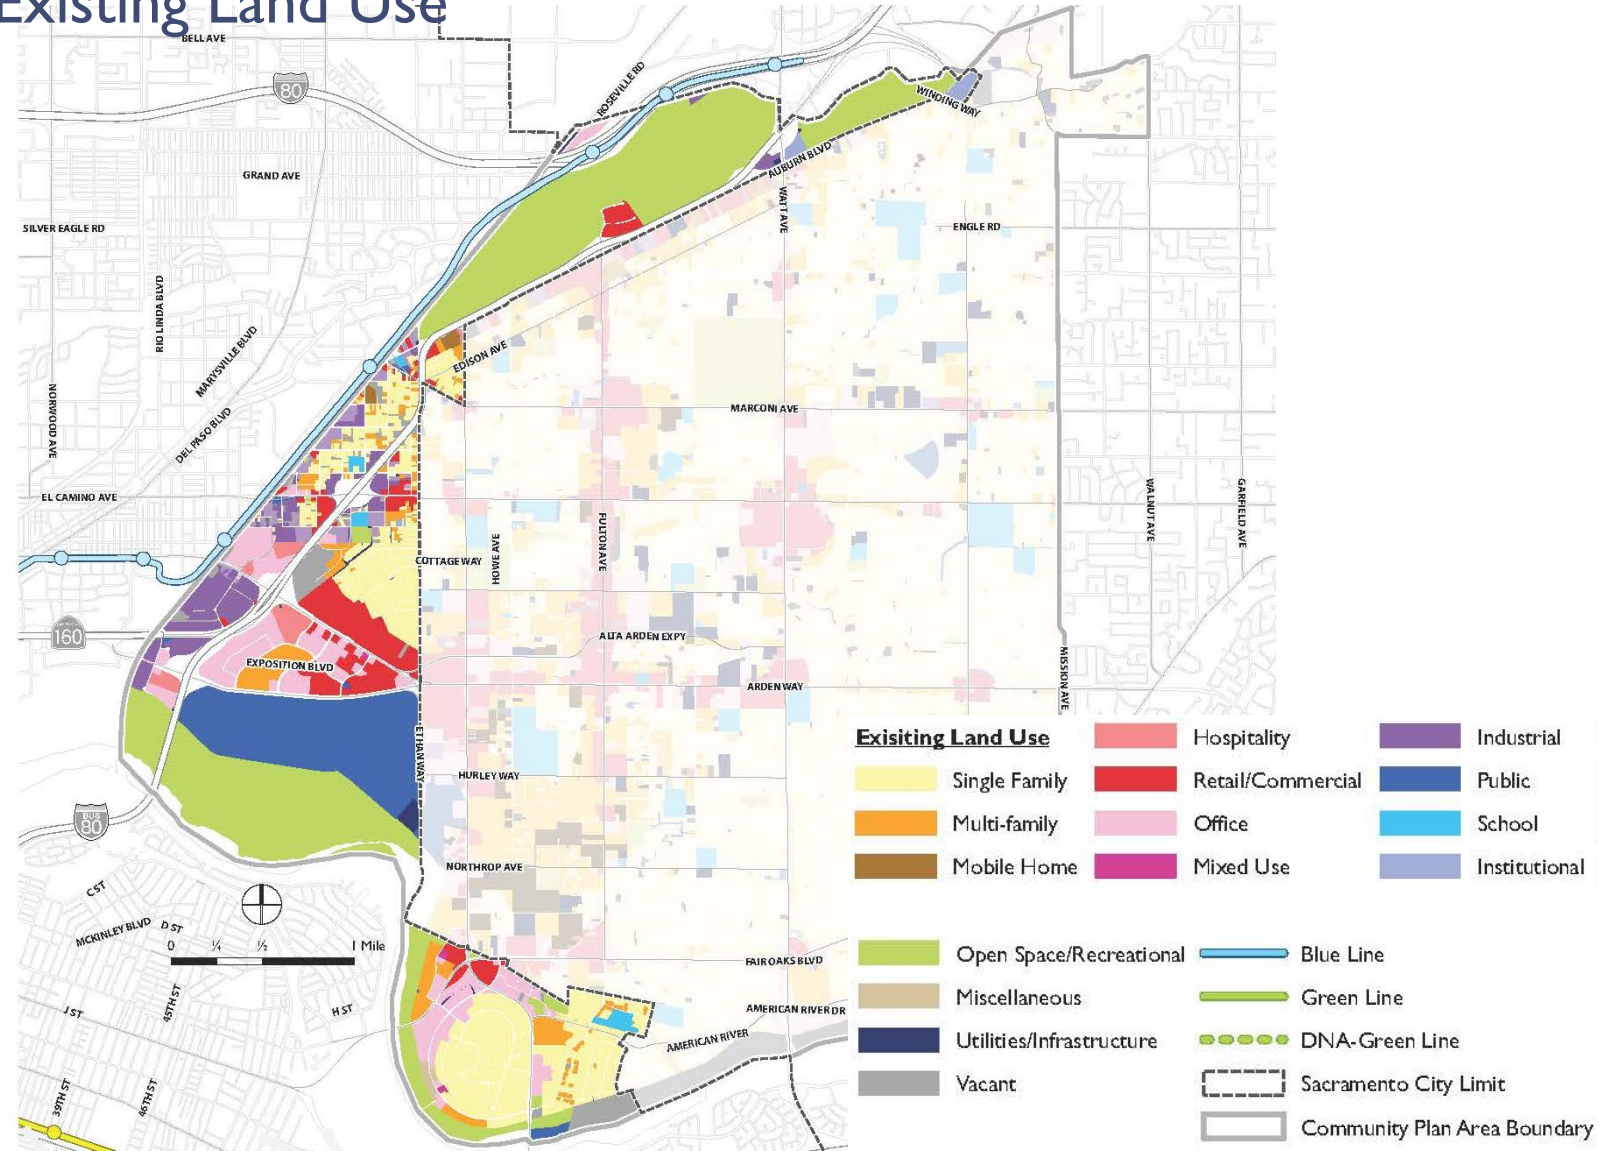 Existing Land Use
BELL AVE
80
ROSEVILLE RD
WINDING WAY
GRAND AVE
AUBURN BLVD
WATT AVE
SILVER EAGLE RD
ENGLE RD
RIO LINDA BLVD
MARYSVILLE BLVD
EDISON AVE
NORWOOD AVE
DEL PASO BLVD
MARCONI AVE
EL CAMINO AVE
WALNUT AVE
GARFIELD AVE
FULTON AVE
HOWE AVE
COTTAGE WAY
160
ALTA ARDEN EXPY
EXPOSITION BLVD
MISSION AVE
ARDEN WAY
ETHAN WAY
HURLEY WAY
BUS
80
NORTHROP AVE
C ST
MCKINLEY BLVD
D ST
0 ¼ ½ 1 Mile
FAIR OAKS BLVD
45TH ST
J ST
H ST
AMERICAN RIVER DR
AMERICAN RIVER
39TH ST
46TH ST
Exisiting Land Use
Single Family
Multi-family
Mobile Home
Hospitality
Retail/Commercial
Office
Mixed Use
Industrial
Public
School
Institutional
Open Space/Recreational
Miscellaneous
Utilities/Infrastructure
Vacant
Blue Line
Green Line
DNA-Green Line
Sacramento City Limit
Community Plan Area Boundary